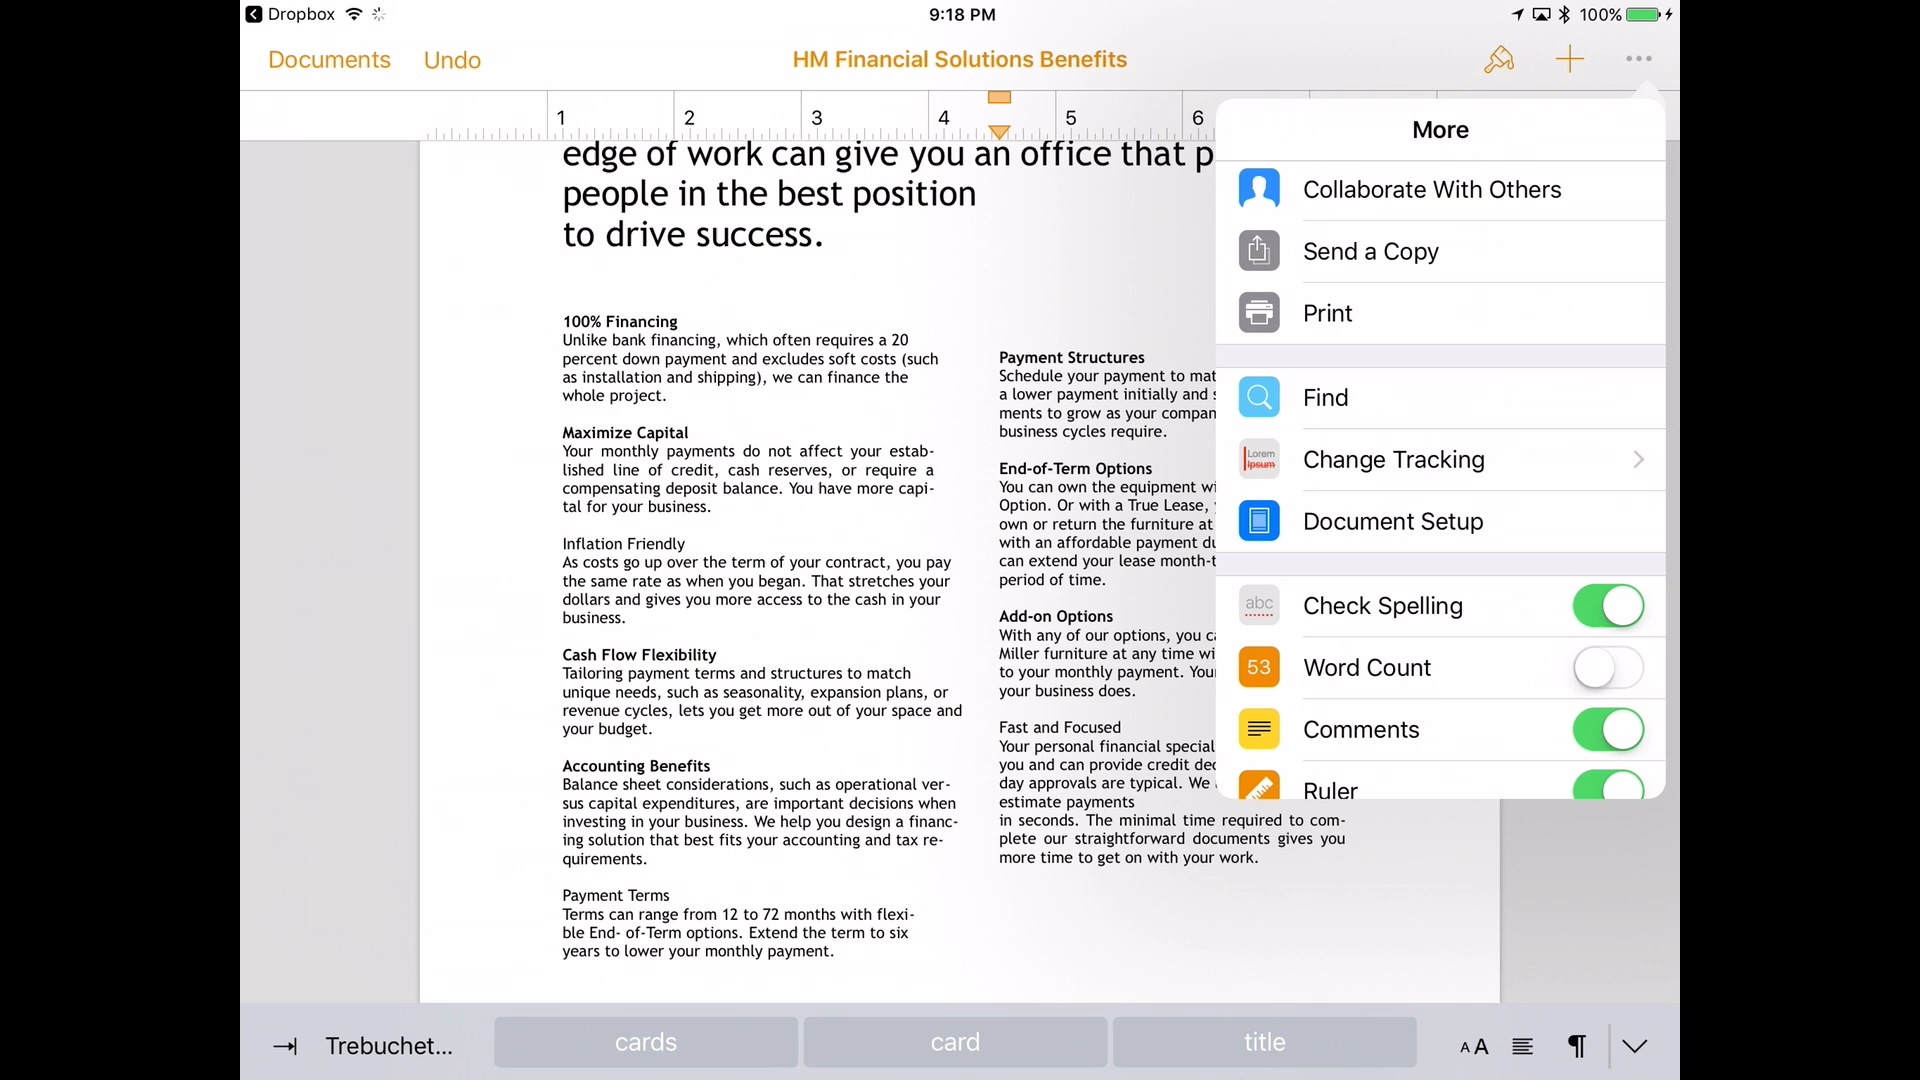 Dropbox
9:18 PM
100%
Documents
Undo
HM Financial Solutions Benefits
1 2 3 4 5 6
edge of work can give you an office that p
people in the best position
to drive success.
100% Financing
Unlike bank financing, which often requires a 20
percent down payment and excludes soft costs (such
as installation and shipping), we can finance the
whole project.
Maximize Capital
Your monthly payments do not affect your estab-
lished line of credit, cash reserves, or require a
compensating deposit balance. You have more capi-
tal for your business.
Inflation Friendly
As costs go up over the term of your contract, you pay
the same rate as when you began. That stretches your
dollars and gives you more access to the cash in your
business.
Cash Flow Flexibility
Tailoring payment terms and structures to match
unique needs, such as seasonality, expansion plans, or
revenue cycles, lets you get more out of your space and
your budget.
Accounting Benefits
Balance sheet considerations, such as operational ver-
sus capital expenditures, are important decisions when
investing in your business. We help you design a financ-
ing solution that best fits your accounting and tax re-
quirements.
Payment Terms
Terms can range from 12 to 72 months with flexi-
ble End- of-Term options. Extend the term to six
years to lower your monthly payment.
Payment Structures
Schedule your payment to mat
a lower payment initially and s
ments to grow as your compan
business cycles require.
End-of-Term Options
You can own the equipment wi
Option. Or with a True Lease,
own or return the furniture at
with an affordable payment du
can extend your lease month-t
period of time.
Add-on Options
With any of our options, you ca
Miller furniture at any time wi
to your monthly payment. Your
your business does.
Fast and Focused
Your personal financial special
you and can provide credit dec
day approvals are typical. We
estimate payments
in seconds. The minimal time required to com-
plete our straightforward documents gives you
more time to get on with your work.
More
Collaborate With Others
Send a Copy
Print
Find
Lorem
ipsum
Change Tracking
Document Setup
abc
Check Spelling
53
Word Count
Comments
Ruler
Trebuchet...
cards
card
title
AA
¶